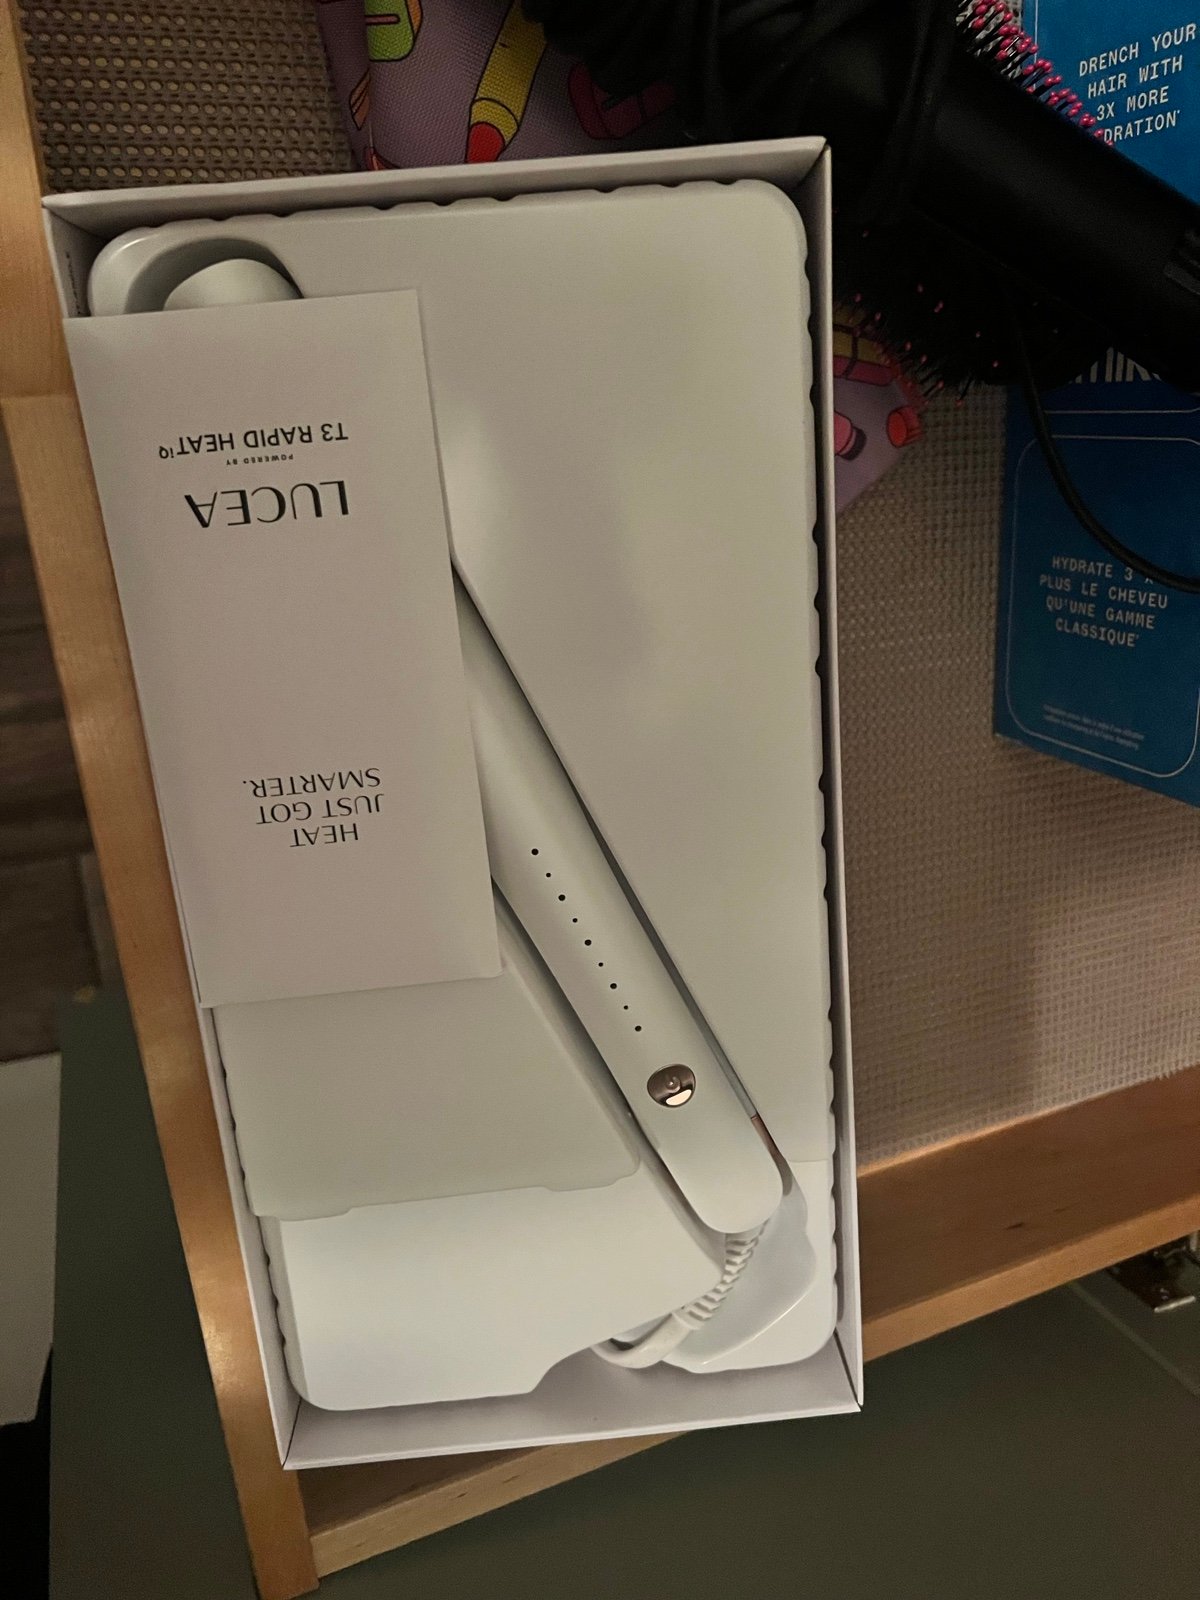 LUCEA
POWERED BY
T3 RAPID HEATiQ
HEAT
JUST GOT
SMARTER.
DRENCH YOUR
HAIR WITH
3X MORE
DRATION*
HYDRATE 3 X
PLUS LE CHEVEU
QU'UNE GAMME
CLASSIQUE*